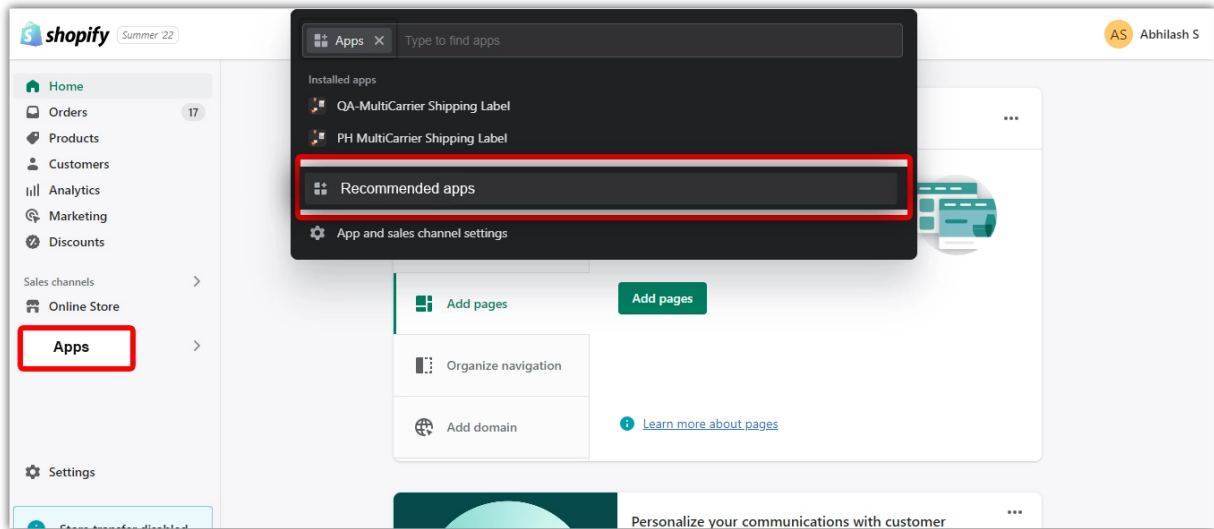 shopify Summer '22
Apps Type to find apps
AS Abhilash S
Installed apps
QA-MultiCarrier Shipping Label
PH MultiCarrier Shipping Label
Recommended apps
App and sales channel settings
Home
Orders 17
Products
Customers
Analytics
Marketing
Discounts
Sales channels
Online Store
Apps
Settings
Store transfer disabled
Add pages
Add pages
Organize navigation
Add domain
Learn more about pages
Personalize your communications with customer